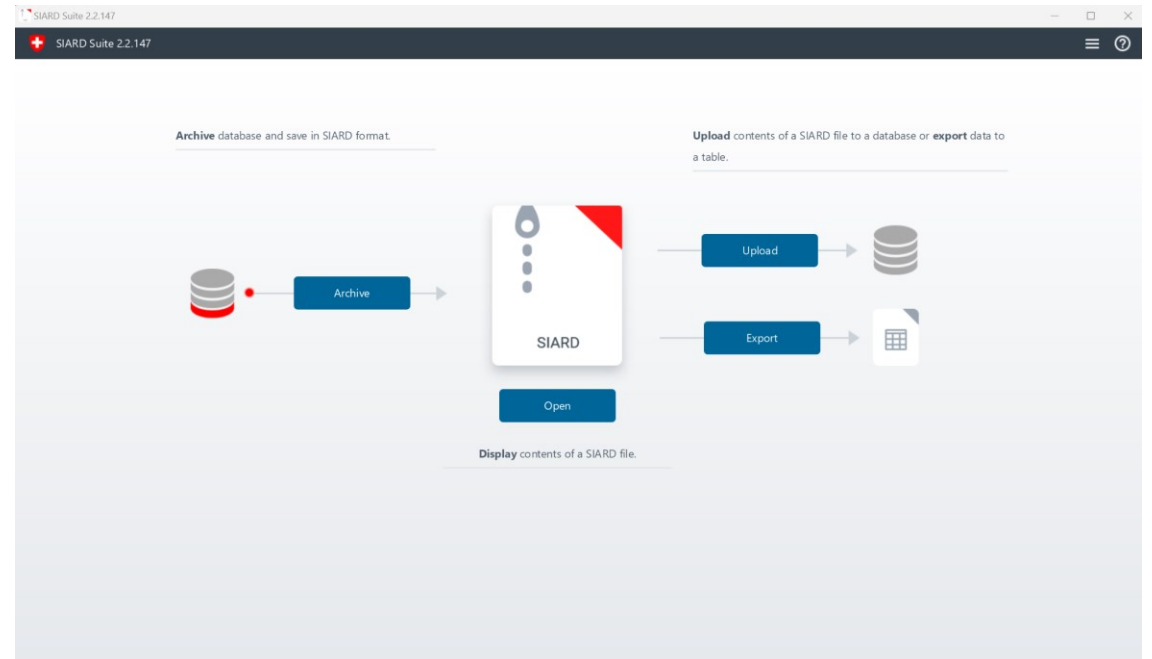 SIARD Suite 2.2.147
SIARD Suite 2.2.147
Archive database and save in SIARD format.
Upload contents of a SIARD file to a database or export data to
a table.
Upload
Archive
Export
SIARD
Open
Display contents of a SIARD file.